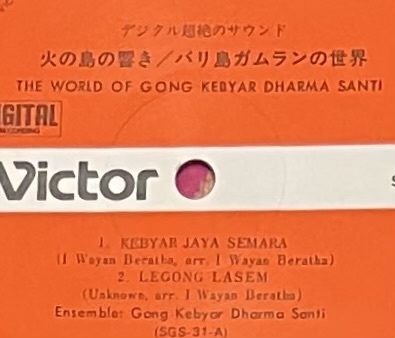 デジタル超絶のサウンド
火の島の響き／バリ島ガムランの世界
THE WORLD OF GONG KEBYAR DHARMA SANTI
IGITAL
RECORDING
Victor
S
1. KEBYAR JAYA SEMARA
(I Wayan Beratha, arr. I Wayan Beratha)
2. LEGONG LASEM
(Unknown, arr. I Wayan Beratha)
Ensemble: Gong Kebyar Dharma Santi
(SGS-31-A)